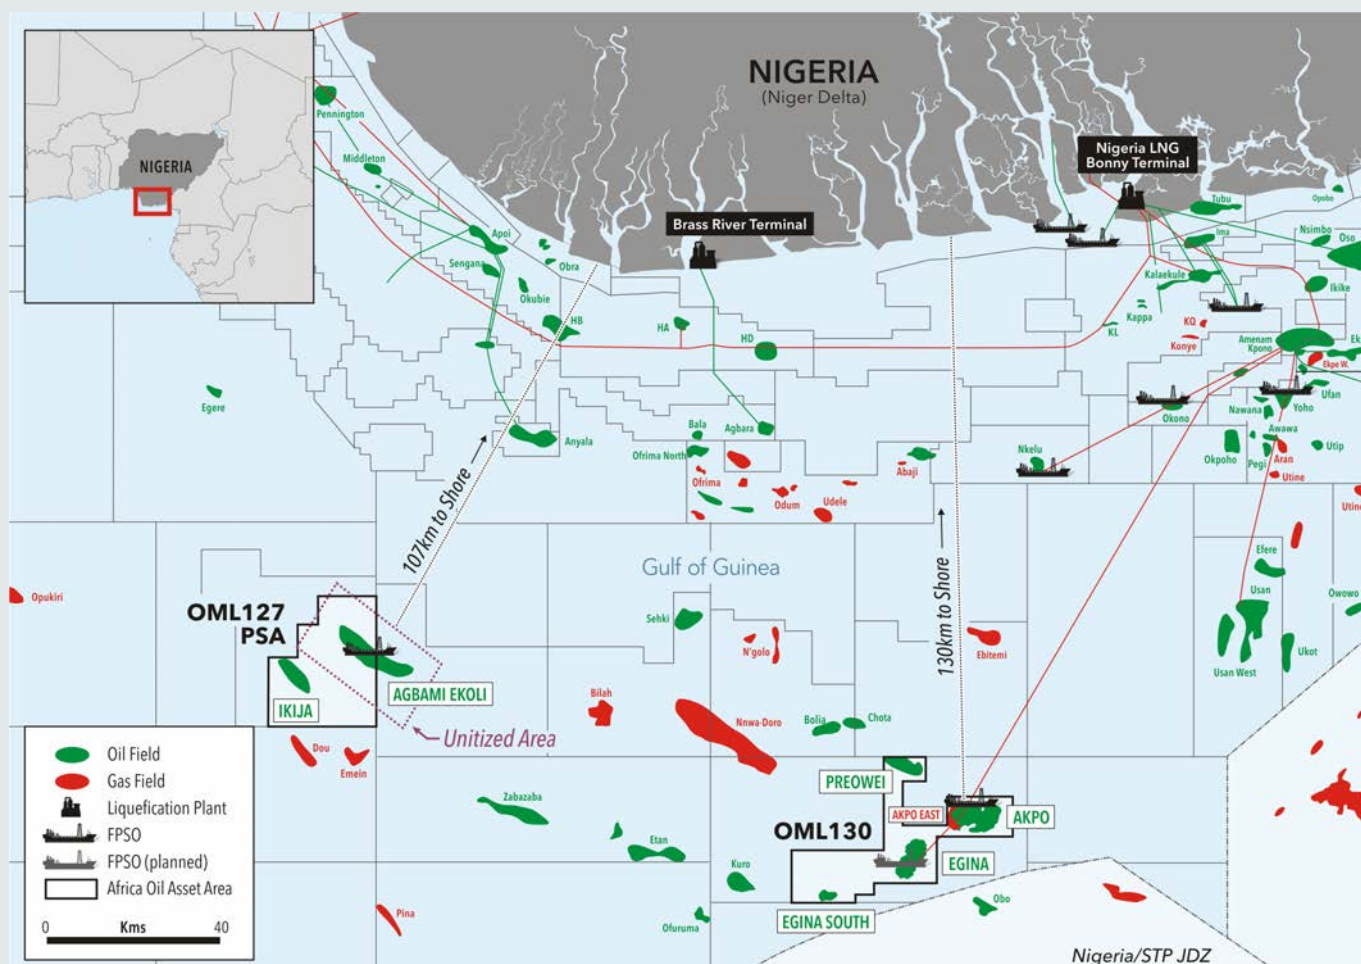 NIGERIA
(Niger Delta)
NIGERIA
Pennington
Middleton
Nigeria LNG
Bonny Terminal
Tubu
Opobo
Brass River Terminal
Apoi
Sengana
Obra
Okubie
Ima
Nsimbo
Oso
Kalaekule
Ikike
HB
HA
HD
Kappa
KL
KQ
Konye
Amenam
Kpono
Ek
Ekpe W.
Ufan
Egere
Anyala
Bala
Agbara
Okono
Nawana
Yoho
Awawa
Ofrima North
Ofrima
Odum
Udele
Abaji
Nkelu
Okpoho
Pegi
Aran
Utip
Utine
Utine
107km to Shore
130km to Shore
Gulf of Guinea
Efere
Usan
Owowo
Usan West
Ukot
Opukiri
OML127
PSA
IKIJA
AGBAMI EKOLI
Unitized Area
Sehki
N'golo
Ebitemi
Bilah
Nnwa-Doro
Bolia
Chota
Dou
Emein
Zabazaba
Etan
Kuro
Pina
Ofuruma
PREOWEI
AKPO EAST
AKPO
OML130
EGINA
EGINA SOUTH
Obo
Nigeria/STP JDZ
Oil Field
Gas Field
Liquefication Plant
FPSO
FPSO (planned)
Africa Oil Asset Area
0 Kms 40